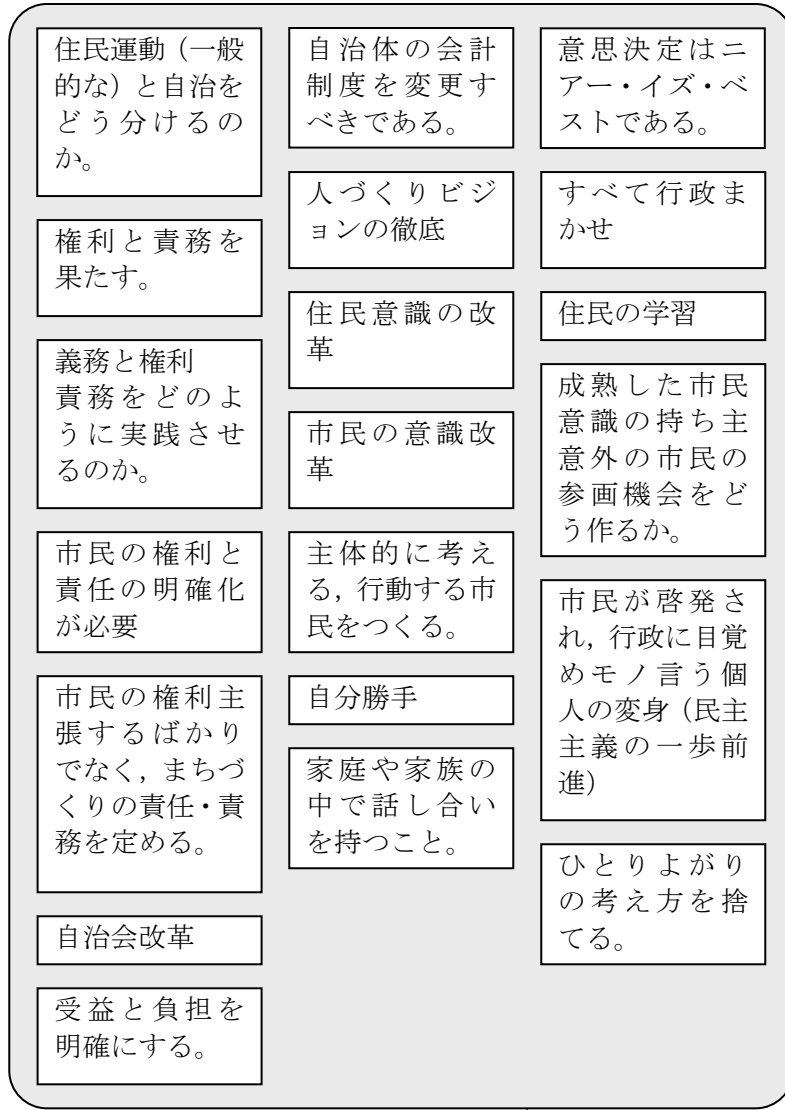 住民運動（一般
的な）と自治を
どう分けるの
か。
権利と責務を
果たす。
義務と権利
責務をどのよ
うに実践させ
るのか。
市民の権利と
責任の明確化
が必要
市民の権利主
張するばかり
でなく，まちづ
くりの責任・責
務を定める。
自治会改革
受益と負担を
明確にする。
自治体の会計
制度を変更す
べきである。
人づくりビジ
ョンの徹底
住民意識の改
革
市民の意識改
革
主体的に考え
る，行動する市
民をつくる。
自分勝手
家庭や家族の
中で話し合い
を持つこと。
意思決定はニ
アー・イズ・ベ
ストである。
すべて行政ま
かせ
住民の学習
成熟した市民
意識の持ち主
意外の市民の
参画機会をど
う作るか。
市民が啓発さ
れ，行政に目覚
めモノ言う個
人の変身（民主
主義の一歩前
進）
ひとりよがり
の考え方を捨
てる。